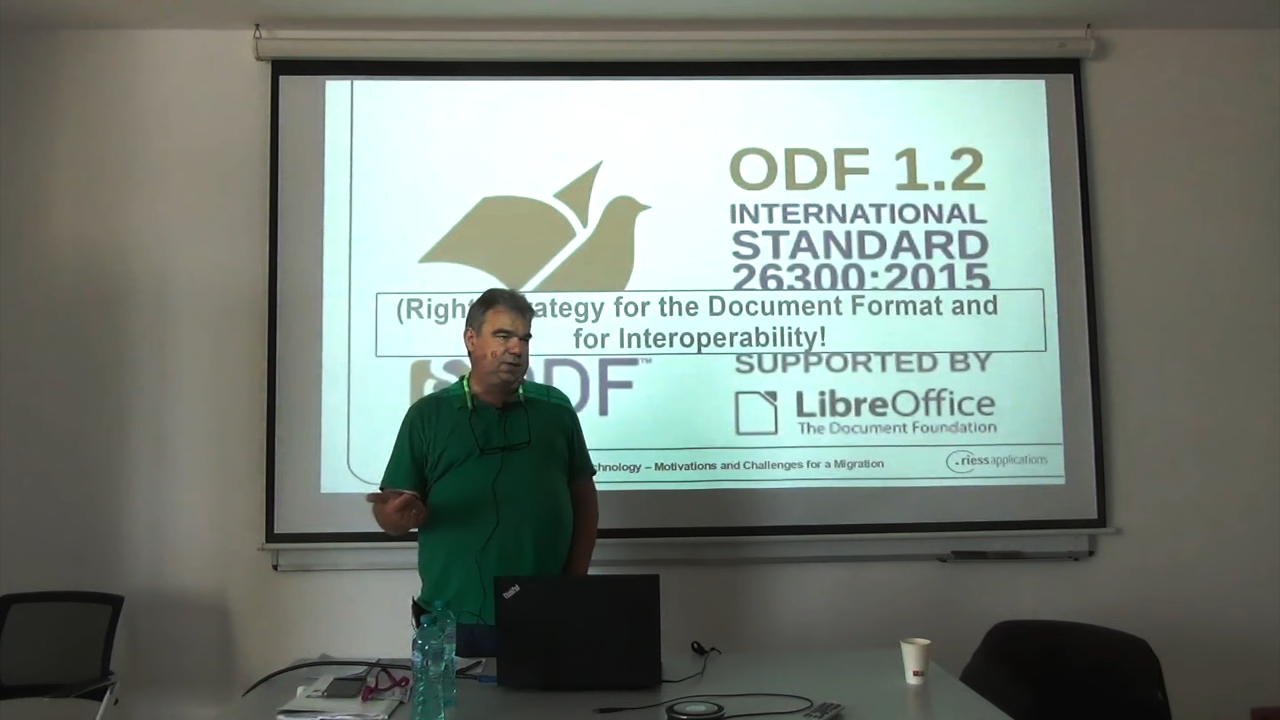 ODF 1.2
INTERNATIONAL
STANDARD
26300:2015
(Right) Strategy for the Document Format and
for Interoperability!
ODF™
SUPPORTED BY
LibreOffice
The Document Foundation
chnology – Motivations and Challenges for a Migration
.riess applications
ThinkPad